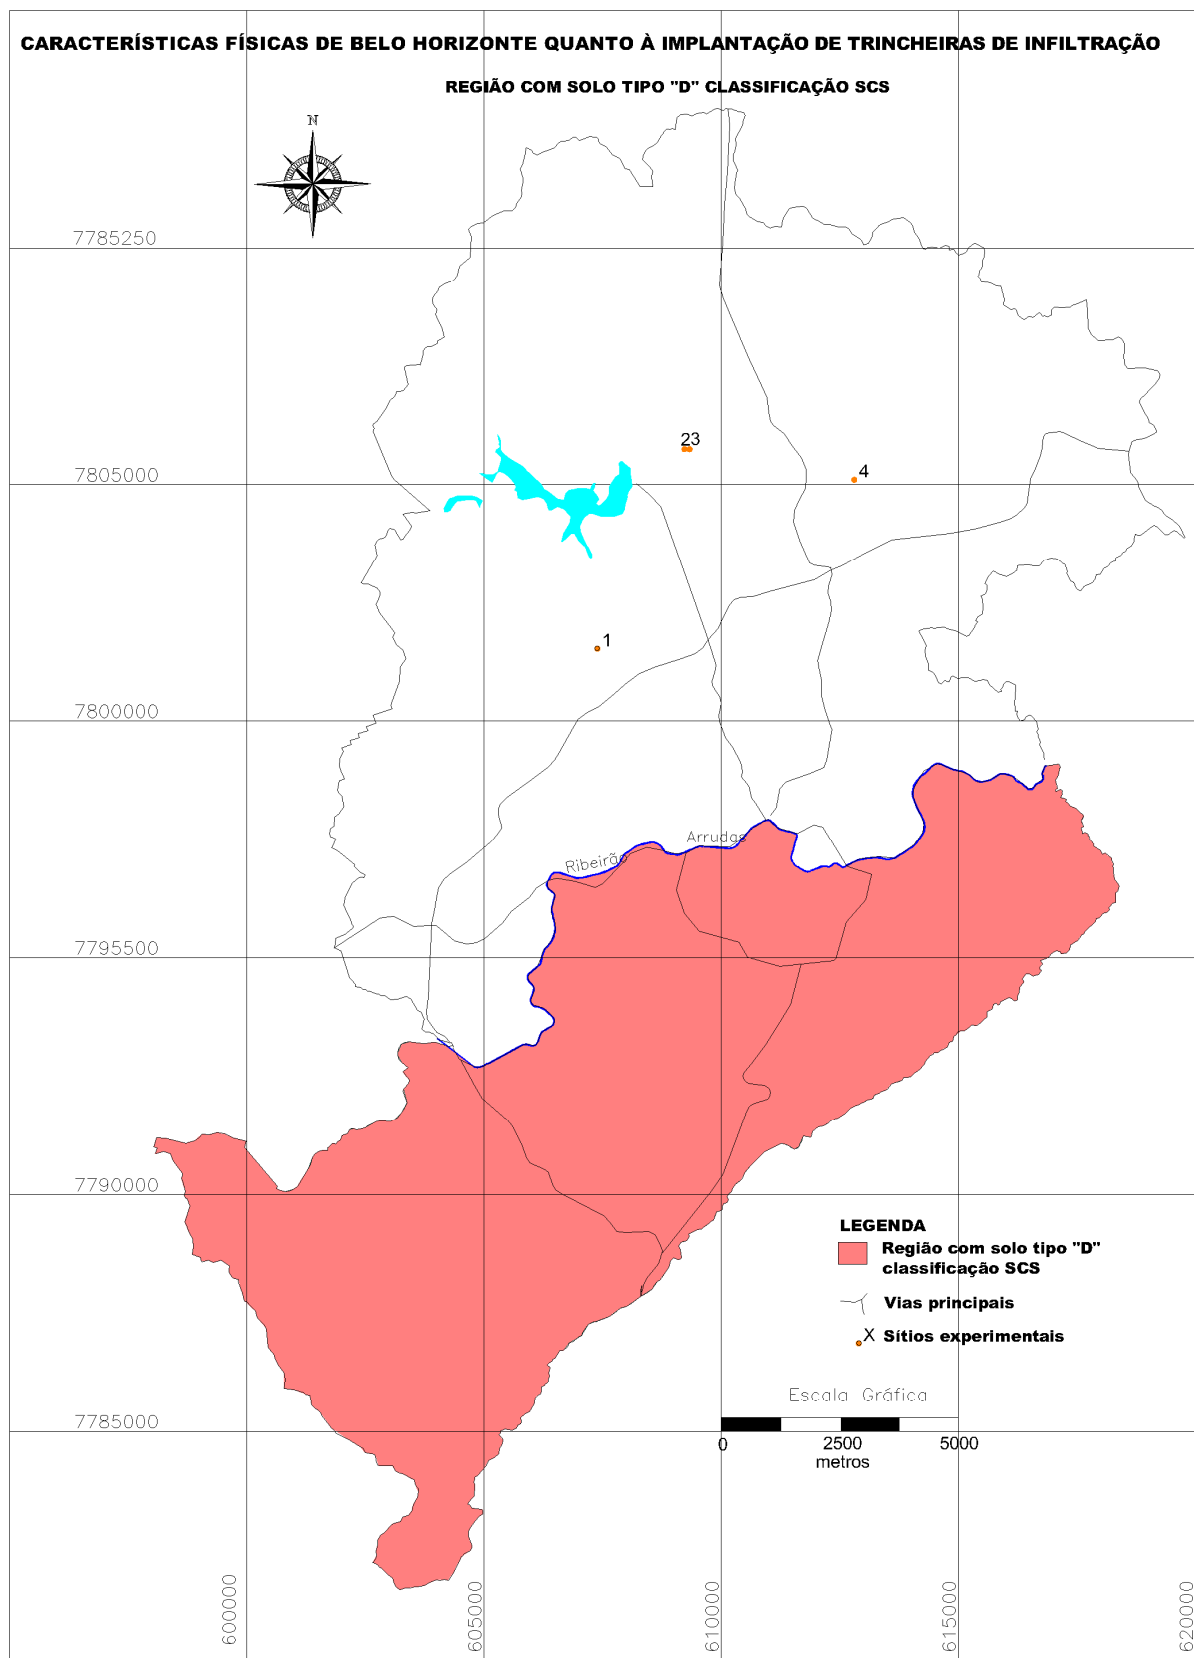 CARACTERÍSTICAS FÍSICAS DE BELO HORIZONTE QUANTO À IMPLANTAÇÃO DE TRINCHEIRAS DE INFILTRAÇÃO
REGIÃO COM SOLO TIPO "D" CLASSIFICAÇÃO SCS
N
7785250
23
4
7805000
1
7800000
Arrudas
Ribeirão
7795500
7790000
LEGENDA
Região com solo tipo "D"
classificação SCS
Vias principais
X Sítios experimentais
Escala Gráfica
7785000
0 2500 5000
metros
600000
605000
610000
615000
620000